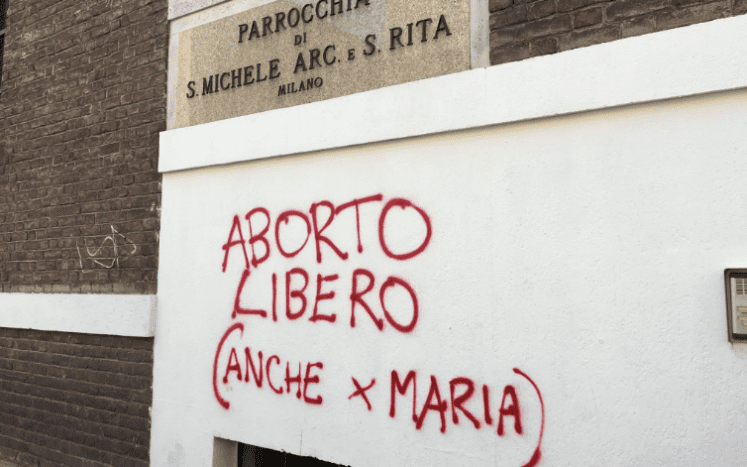 PARROCCHIA
DI
S. MICHELE ARC. E S. RITA
MILANO
ABORTO
LIBERO
(ANCHE x MARIA)